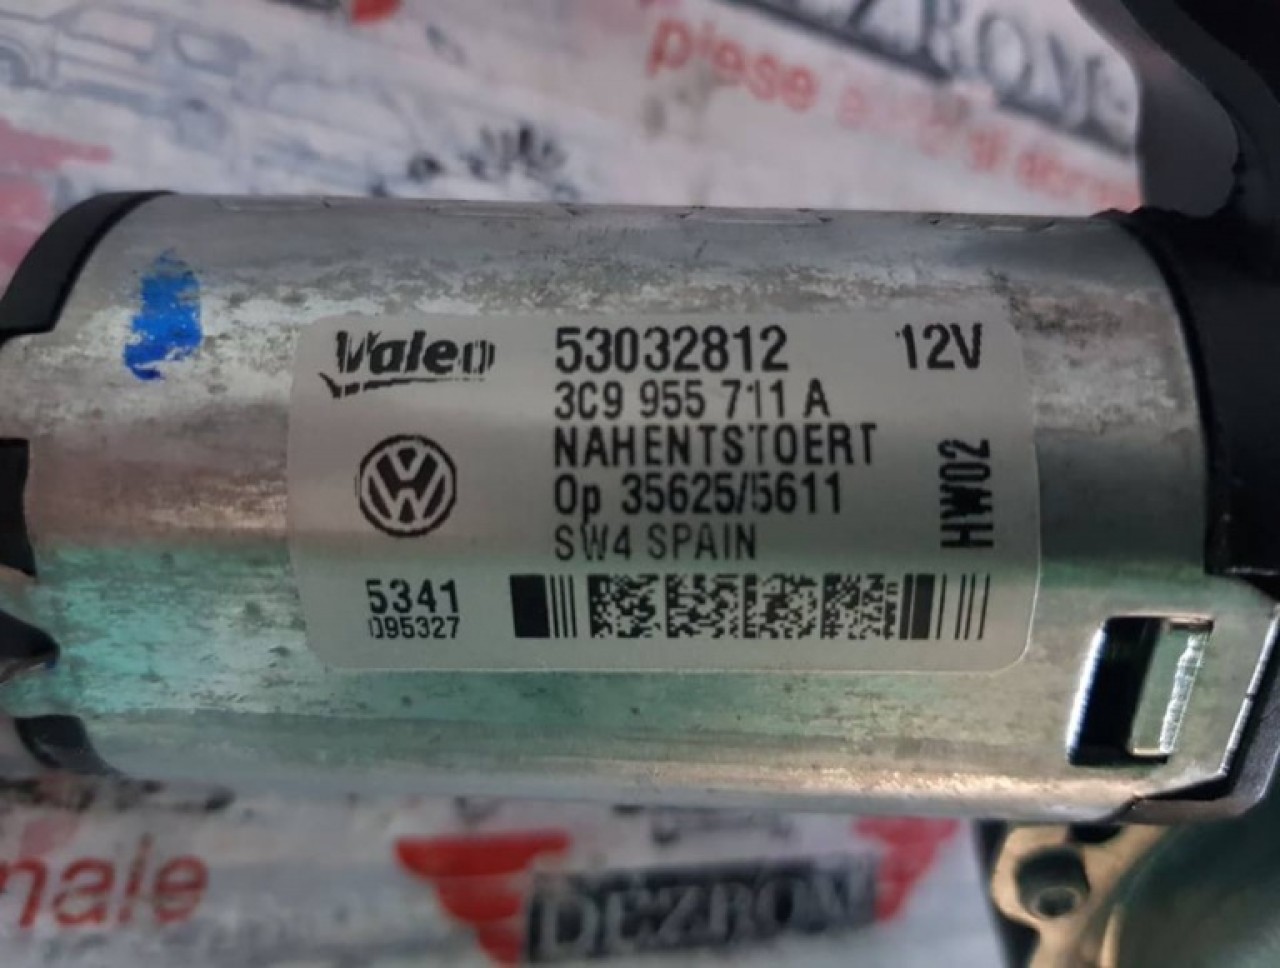 DEZROM
piese
Valeo
53032812
12V
3C9 955 711 A
NAHENTSTOERT
Op 35625/5611
SW4 SPAIN
HW02
5341
095327
DEZROM